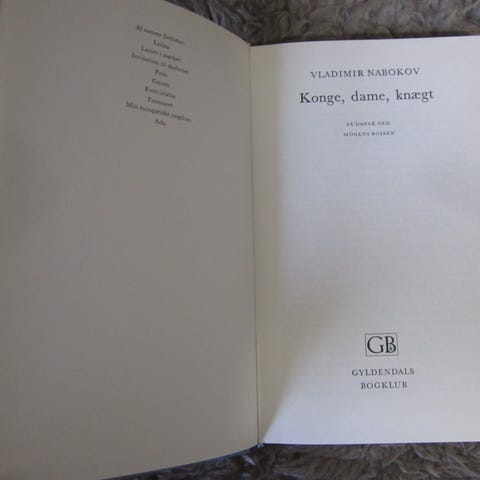 Af samme forfatter:
Lolita
Latter i mørket
Invitation til skafottet
Pnin
Gaven
Fortvivlelse
Forsvaret
Min europæiske ungdom
Ada
VLADIMIR NABOKOV
Konge, dame, knægt
PÅ DANSK VED
MOGENS BOISEN
GB
GYLDENDALS
BOGKLUB